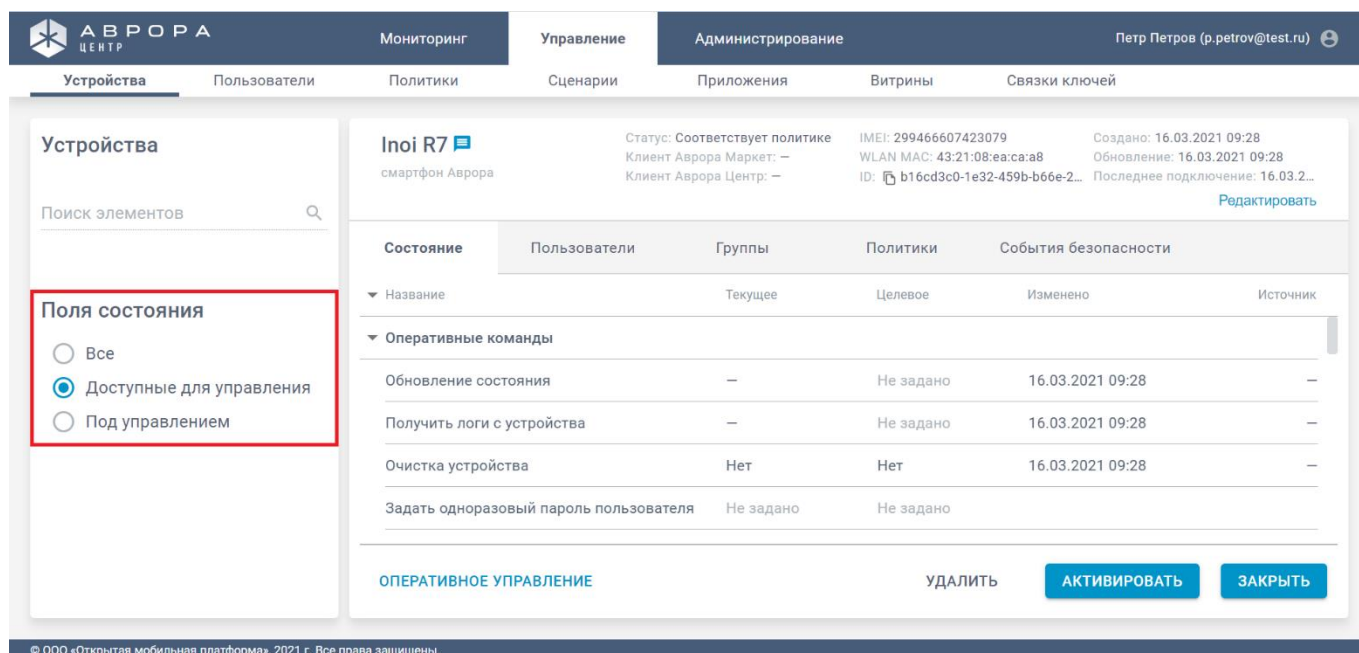 АВРОРА
ЦЕНТР
Мониторинг Управление Администрирование Петр Петров (p.petrov@test.ru)
Устройства Пользователи Политики Сценарии Приложения Витрины Связки ключей
Устройства
Поиск элементов
Поля состояния
Все
Доступные для управления
Под управлением
Inoi R7
смартфон Аврора
Статус: Соответствует политике
Клиент Аврора Маркет: —
Клиент Аврора Центр: —
IMEI: 299466607423079
WLAN MAC: 43:21:08:ea:ca:a8
ID: b16cd3c0-1e32-459b-b66e-2...
Создано: 16.03.2021 09:28
Обновление: 16.03.2021 09:28
Последнее подключение: 16.03.2...
Редактировать
Состояние Пользователи Группы Политики События безопасности
Название Текущее Целевое Изменено Источник
Оперативные команды
Обновление состояния — Не задано 16.03.2021 09:28 —
Получить логи с устройства — Не задано 16.03.2021 09:28 —
Очистка устройства Нет Нет 16.03.2021 09:28 —
Задать одноразовый пароль пользователя Не задано Не задано
ОПЕРАТИВНОЕ УПРАВЛЕНИЕ УДАЛИТЬ АКТИВИРОВАТЬ ЗАКРЫТЬ
© ООО «Открытая мобильная платформа», 2021 г. Все права защищены